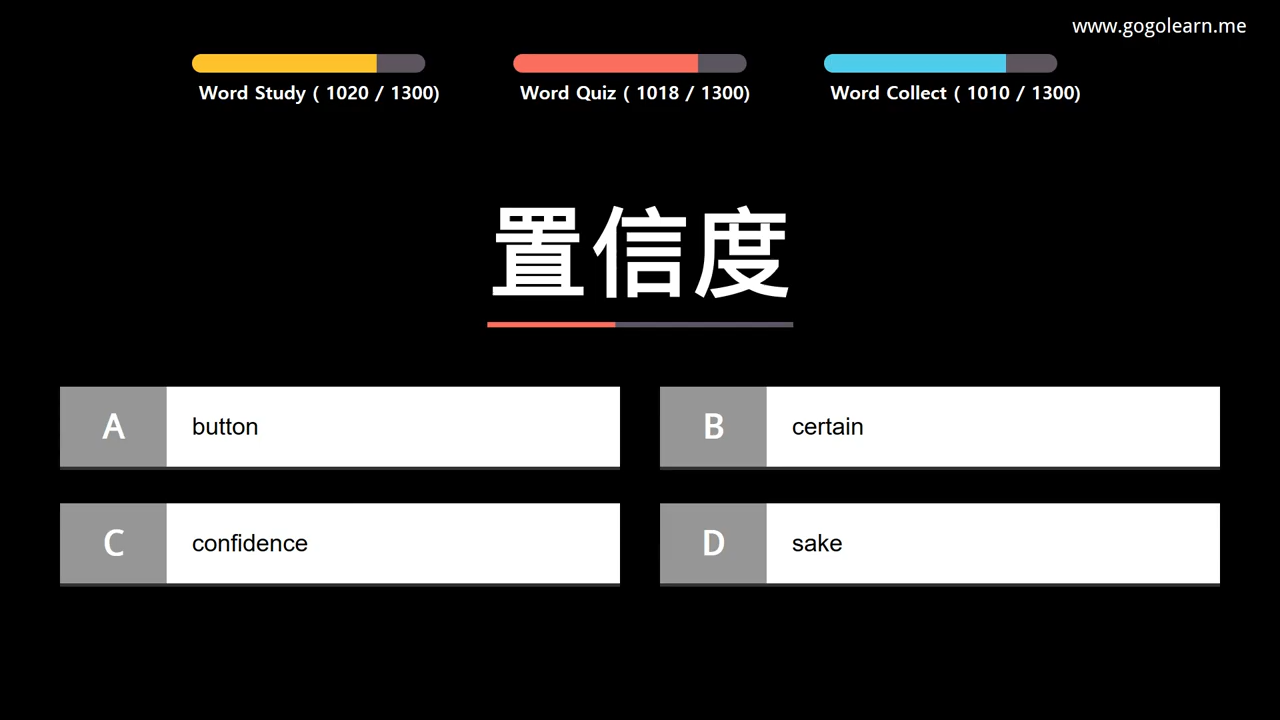 www.gogolearn.me
Word Study ( 1020 / 1300)
Word Quiz ( 1018 / 1300)
Word Collect ( 1010 / 1300)
置信度
A button
B certain
C confidence
D sake